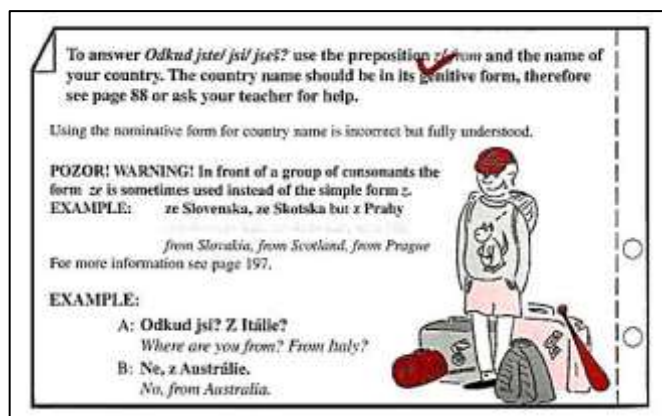 To answer Odkud jste/ jsi/ jseš? use the preposition z/ from and the name of
your country. The country name should be in its genitive form, therefore
see page 88 or ask your teacher for help.
Using the nominative form for country name is incorrect but fully understood.
POZOR! WARNING! In front of a group of consonants the
form ze is sometimes used instead of the simple form z.
EXAMPLE: ze Slovenska, ze Skotska but z Prahy
from Slovakia, from Scotland, from Prague
For more information see page 197.
EXAMPLE:
A: Odkud jsi? Z Itálie?
Where are you from? From Italy?
B: Ne, z Austrálie.
No, from Australia.